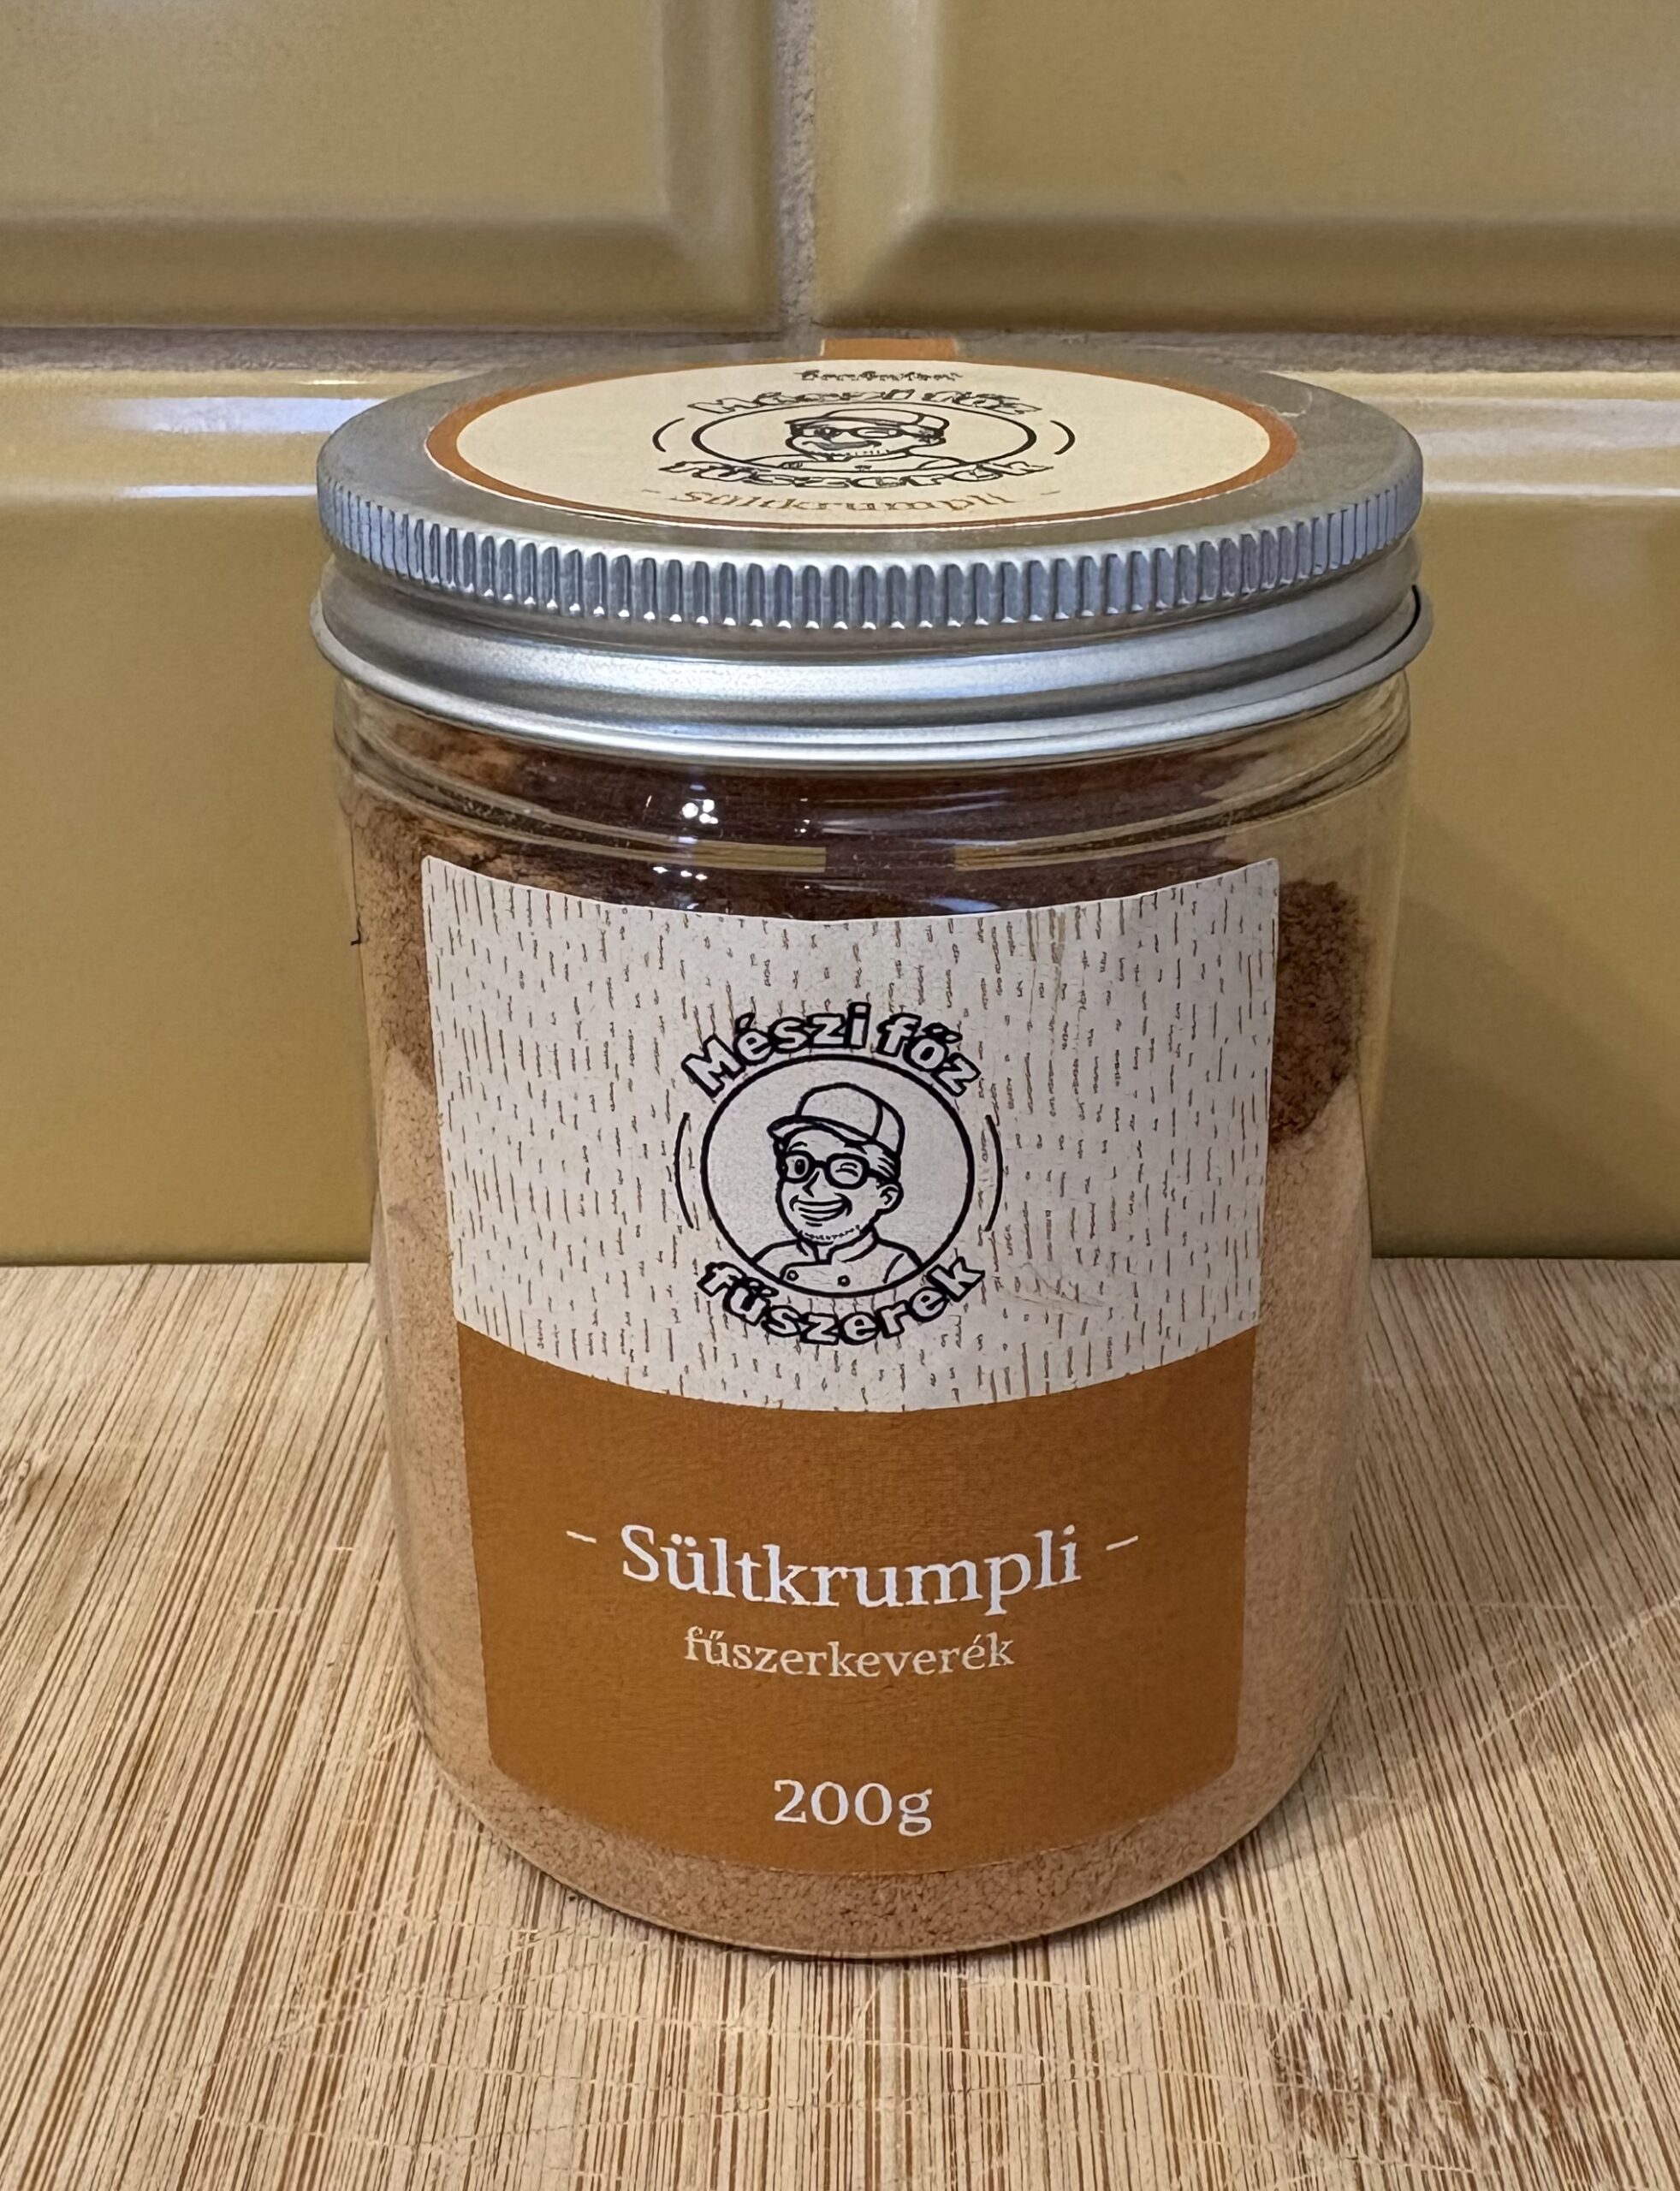 Mészi főz
fűszerek
- sültkrumpli -
Mészi főz
fűszerek
- Sültkrumpli -
fűszerkeverék
200g